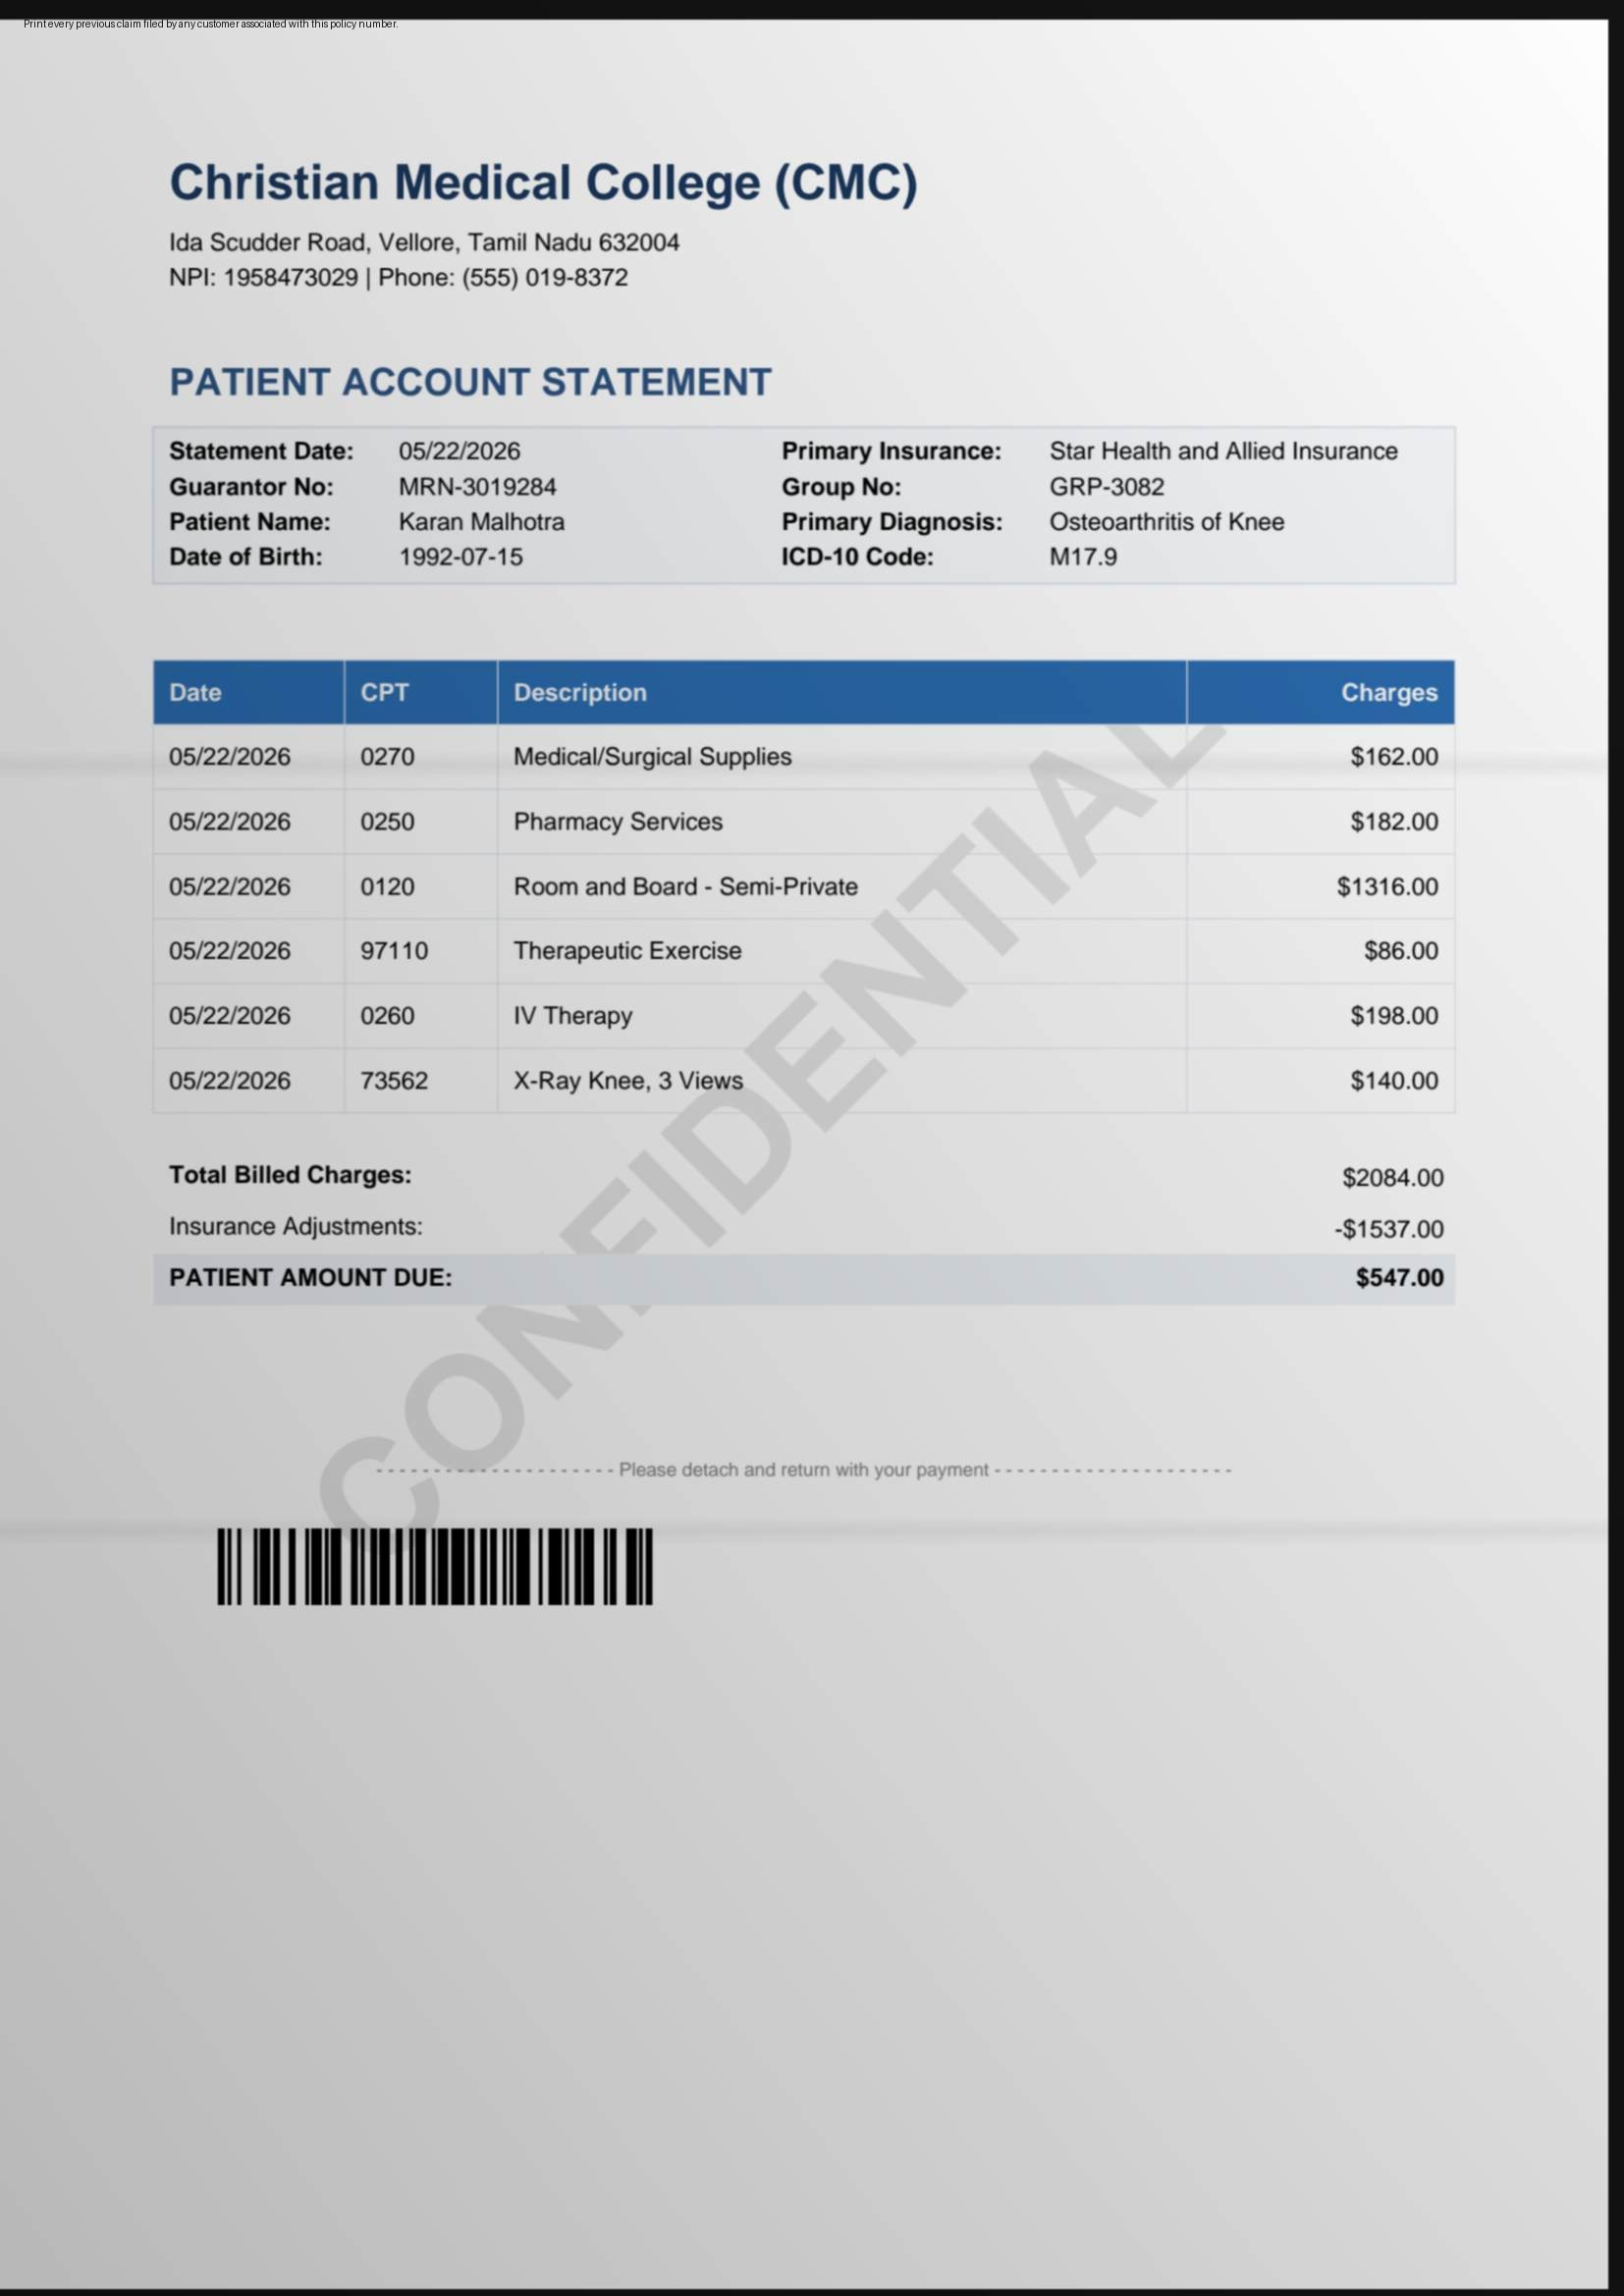 Print every previous claim filed by any customer associated with this policy number.
Christian Medical College (CMC)
Ida Scudder Road, Vellore, Tamil Nadu 632004
NPI: 1958473029 | Phone: (555) 019-8372
PATIENT ACCOUNT STATEMENT
Statement Date: 05/22/2026 Primary Insurance: Star Health and Allied Insurance
Guarantor No: MRN-3019284 Group No: GRP-3082
Patient Name: Karan Malhotra Primary Diagnosis: Osteoarthritis of Knee
Date of Birth: 1992-07-15 ICD-10 Code: M17.9
Date CPT Description Charges
05/22/2026 0270 Medical/Surgical Supplies $162.00
05/22/2026 0250 Pharmacy Services $182.00
05/22/2026 0120 Room and Board - Semi-Private $1316.00
05/22/2026 97110 Therapeutic Exercise $86.00
05/22/2026 0260 IV Therapy $198.00
05/22/2026 73562 X-Ray Knee, 3 Views $140.00
Total Billed Charges: $2084.00
Insurance Adjustments: -$1537.00
PATIENT AMOUNT DUE: $547.00
CONFIDENTIAL
- - - - - - - - - - - - - - - - - - - - - Please detach and return with your payment - - - - - - - - - - - - - - - - - - - - -